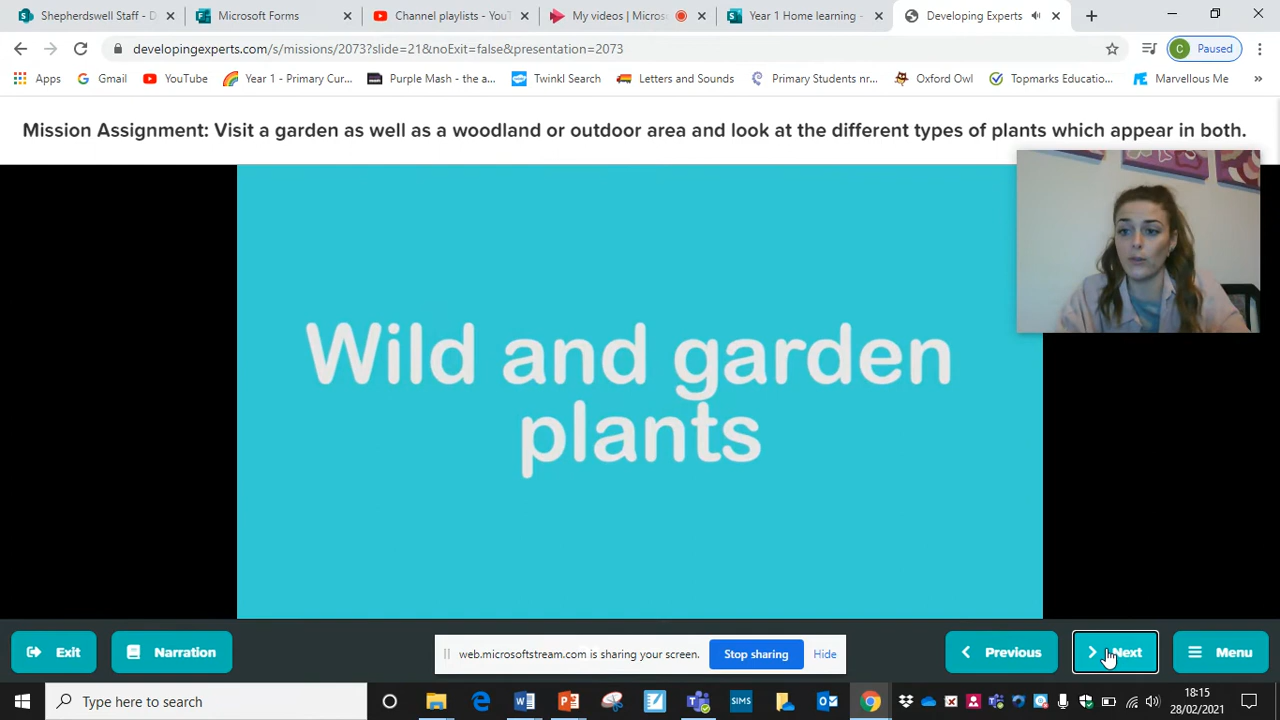 Shepherdswell Staff - D
Microsoft Forms
Channel playlists - YouT
My videos | Micros
Year 1 Home learning -
Developing Experts
developingexperts.com/s/missions/2073?slide=21&noExit=false&presentation=2073
C Paused
Apps
Gmail
YouTube
Year 1 - Primary Cur...
Purple Mash - the a...
Twinkl Search
Letters and Sounds
Primary Students nr...
Oxford Owl
Topmarks Educatio...
Marvellous Me
Mission Assignment: Visit a garden as well as a woodland or outdoor area and look at the different types of plants which appear in both.
Wild and garden
plants
Exit
Narration
web.microsoftstream.com is sharing your screen.
Stop sharing
Hide
Previous
Next
Menu
Type here to search
SIMS
18:15
28/02/2021